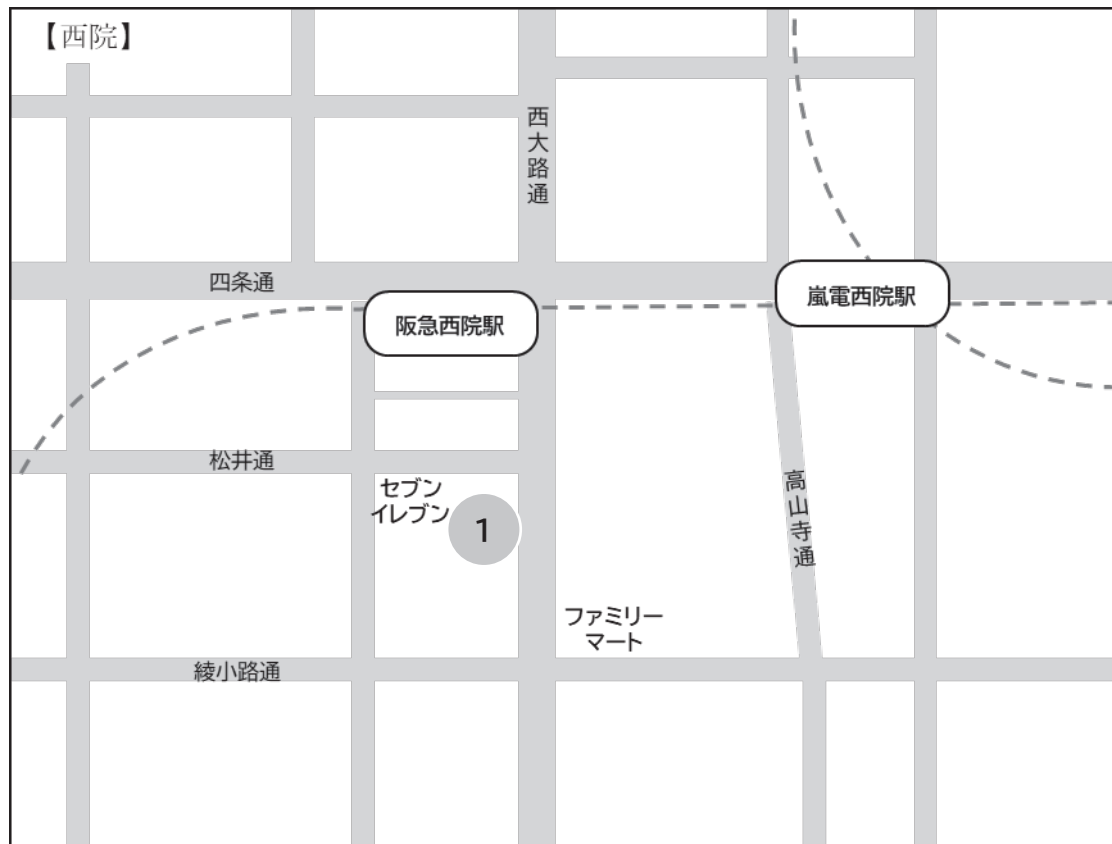 【西院】
西大路通
四条通
阪急西院駅
嵐電西院駅
松井通
セブン
イレブン
1
高山寺通
ファミリー
マート
綾小路通